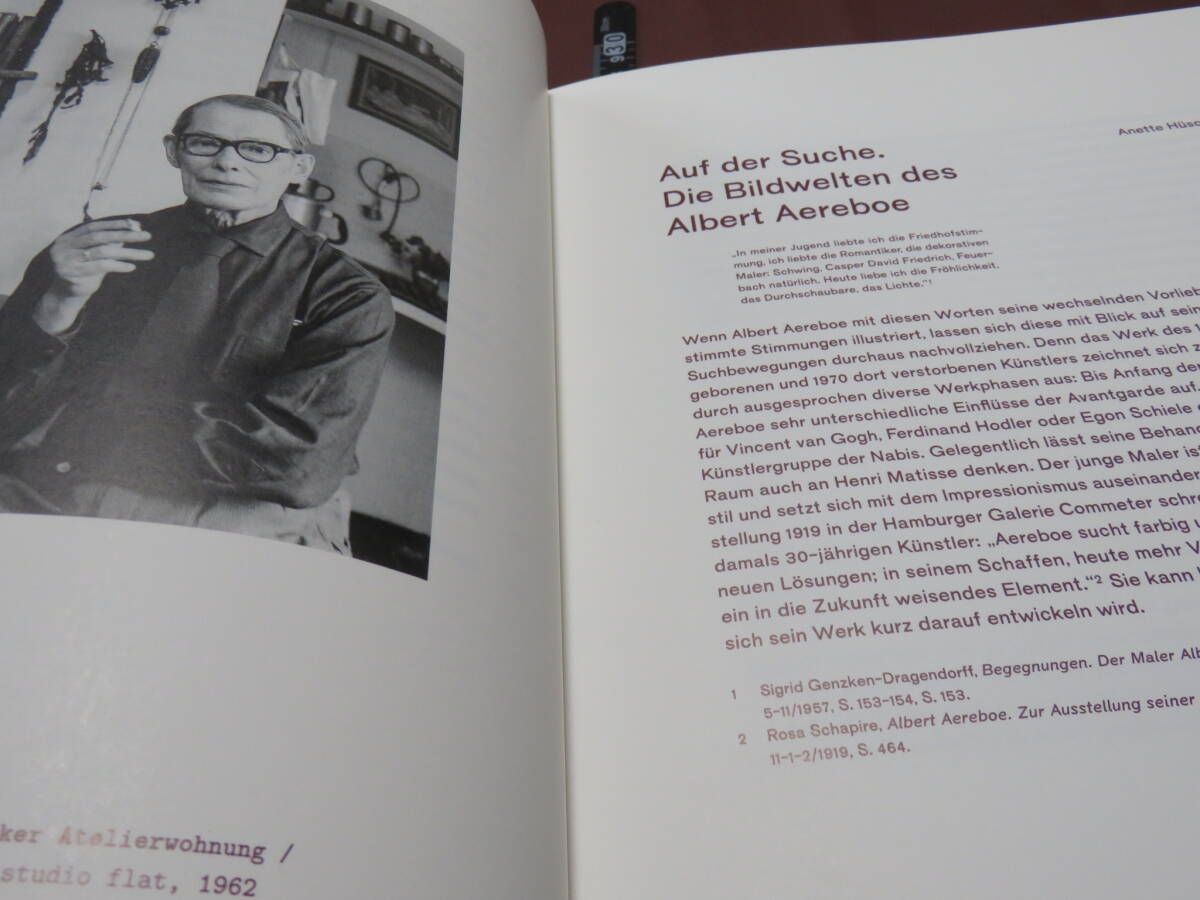 930
ker Atelierwohnung /
studio flat, 1962
Anette
Auf der Suche.
Die Bildwelten des
Albert Aereboe
„In meiner Jugend liebte ich die Friedhofstim-
mung, ich liebte die Romantiker, die dekorativen
Maler: Schwing, Casper David Friedrich, Feuer-
bach natürlich. Heute liebe ich die Fröhlichkeit,
das Durchschaubare, das Lichte."1
Wenn Albert Aereboe mit diesen Worten seine wechselnden
stimmte Stimmungen illustriert, lassen sich diese mit Blick auf
Suchbewegungen durchaus nachvollziehen. Denn das Werk des
geborenen und 1970 dort verstorbenen Künstlers zeichnet sich
durch ausgesprochen diverse Werkphasen aus: Bis Anfang
Aereboe sehr unterschiedliche Einflüsse der Avantgarde auf.
für Vincent van Gogh, Ferdinand Hodler oder Egon Schiele
Künstlergruppe der Nabis. Gelegentlich lässt seine
Raum auch an Henri Matisse denken. Der junge Maler ist
stil und setzt sich mit dem Impressionismus auseinander
stellung 1919 in der Hamburger Galerie Commeter
damals 30-jährigen Künstler: „Aereboe sucht farbig
neuen Lösungen; in seinem Schaffen, heute mehr
ein in die Zukunft weisendes Element."2 Sie kann
sich sein Werk kurz darauf entwickeln wird.
1 Sigrid Genzken-Dragendorff, Begegnungen. Der Maler
5-11/1957, S. 153-154, S. 153.
2 Rosa Schapire, Albert Aereboe. Zur Ausstellung seiner
11-1-2/1919, S. 464.